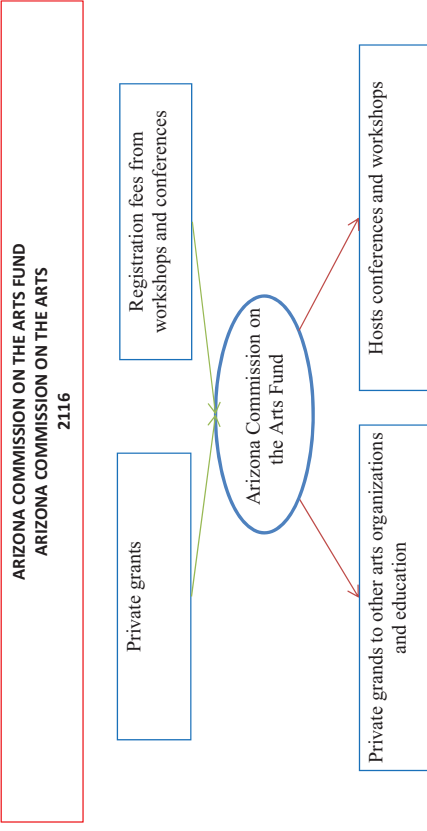 ARIZONA COMMISSION ON THE ARTS FUND
ARIZONA COMMISSION ON THE ARTS
2116
Private grants
Registration fees from
workshops and conferences
Arizona Commission on
the Arts Fund
Private grands to other arts organizations
and education
Hosts conferences and workshops